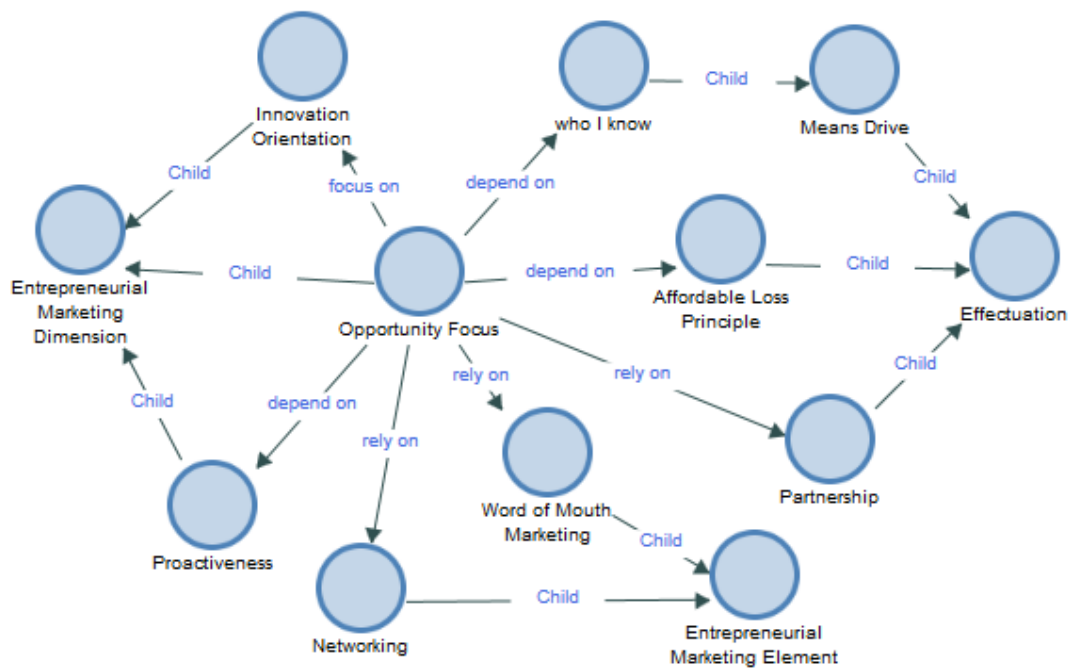 Innovation
Orientation
who I know
Child
Means Drive
Child
focus on
depend on
Child
Entrepreneurial
Marketing
Dimension
Child
Opportunity Focus
depend on
Affordable Loss
Principle
Child
Effectuation
Child
depend on
rely on
rely on
rely on
Child
Partnership
Proactiveness
Word of Mouth
Marketing
Child
Networking
Child
Entrepreneurial
Marketing Element